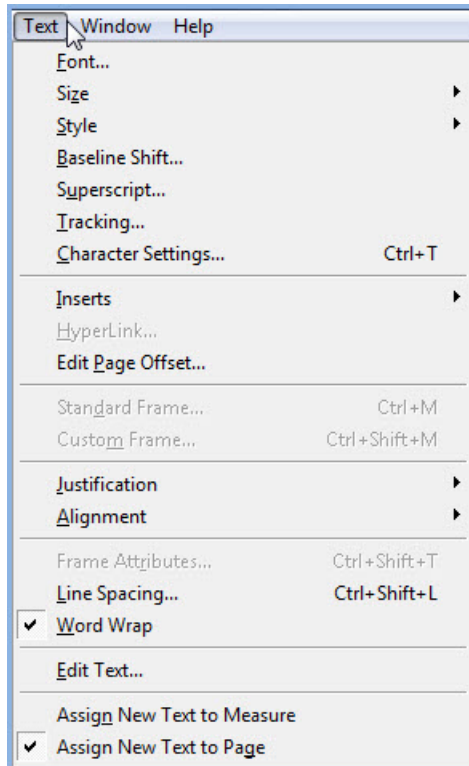 Text Window Help
Font...
Size
Style
Baseline Shift...
Superscript...
Tracking...
Character Settings... Ctrl+T
Inserts
HyperLink...
Edit Page Offset...
Standard Frame... Ctrl+M
Custom Frame... Ctrl+Shift+M
Justification
Alignment
Frame Attributes... Ctrl+Shift+T
Line Spacing... Ctrl+Shift+L
Word Wrap
Edit Text...
Assign New Text to Measure
Assign New Text to Page